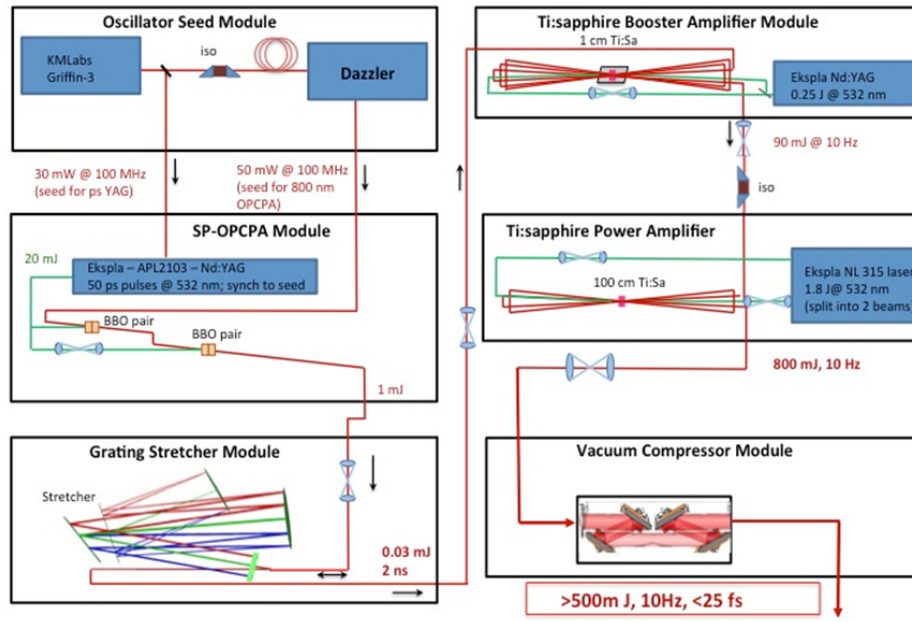 Oscillator Seed Module
KMLabs
Griffin-3
iso
Dazzler
30 mW @ 100 MHz
(seed for ps YAG)
50 mW @ 100 MHz
(seed for 800 nm
OPCPA)
SP-OPCPA Module
20 mJ
Ekspla – APL2103 – Nd:YAG
50 ps pulses @ 532 nm; synch to seed
BBO pair
BBO pair
1 mJ
Grating Stretcher Module
Stretcher
0.03 mJ
2 ns
Ti:sapphire Booster Amplifier Module
1 cm Ti:Sa
Ekspla Nd:YAG
0.25 J @ 532 nm
90 mJ @ 10 Hz
iso
Ti:sapphire Power Amplifier
100 cm Ti:Sa
Ekspla NL 315 laser
1.8 J@ 532 nm
(split into 2 beams)
800 mJ, 10 Hz
Vacuum Compressor Module
>500m J, 10Hz, <25 fs